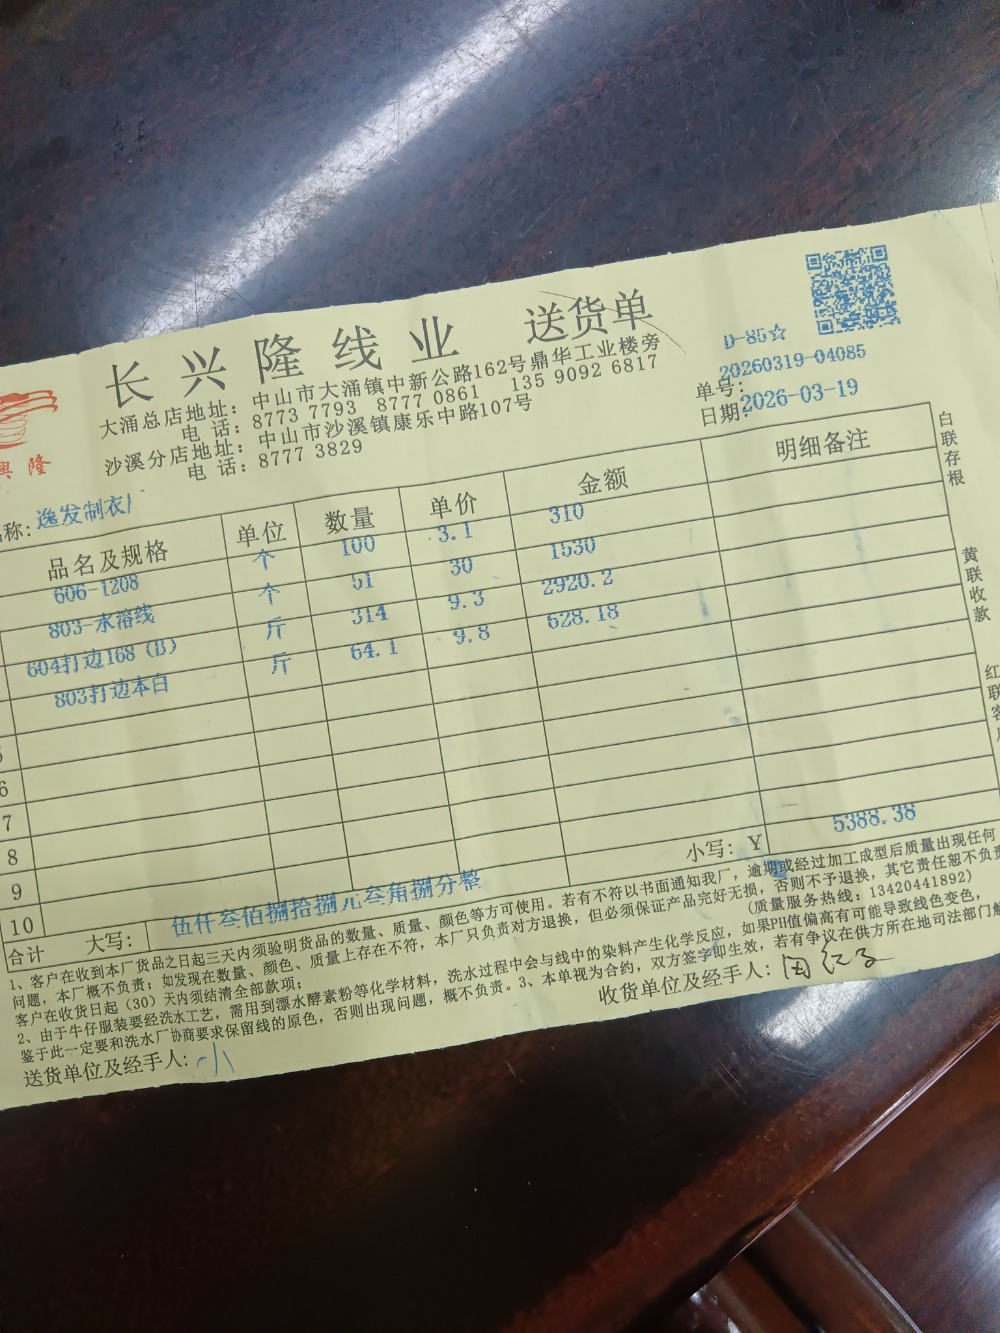 长兴隆线业 送货单
D-85☆
大涌总店地址：中山市大涌镇中新公路162号鼎华工业楼旁
电 话：8773 7793 8770 0861 135 9092 6817
沙溪分店地址：中山市沙溪镇康乐中路107号
电 话：8777 3829
单号：20260319-04085
日期：2026-03-19
興隆
名称：逸发制衣厂
品名及规格 单位 数量 单价 金额 明细备注
606-1208 个 100 3.1 310
803-水溶线 个 51 30 1530
604打边168（B） 斤 314 9.3 2920.2
803打边本白 斤 64.1 9.8 628.18
5
6
7
8
9
10
合计 大写：伍仟叁佰捌拾捌元叁角捌分整 小写：￥ 5388.38
1、客户在收到本厂货品之日起三天内须验明货品的数量、质量、颜色等方可使用。若有不符以书面通知我厂，逾期或经过加工成型后质量出现任何
问题，本厂概不负责；如发现在数量、颜色、质量上存在不符，本厂只负责对方退换，但必须保证产品完好无损，否则不予退换，其它责任恕不负责
客户在收货日起（30）天内须结清全部款项； （质量服务热线：13420441892）
2、由于牛仔服装要经洗水工艺，需用到漂水酵素粉等化学材料，洗水过程中会与线中的染料产生化学反应，如果PH值偏高有可能导致线色变色，
鉴于此一定要和洗水厂协商要求保留线的原色，否则出现问题，概不负责。3、本单视为合约，双方签字即生效，若有争议在供方所在地司法部门解
送货单位及经手人：小 收货单位及经手人：
白联存根
黄联收款
红联客